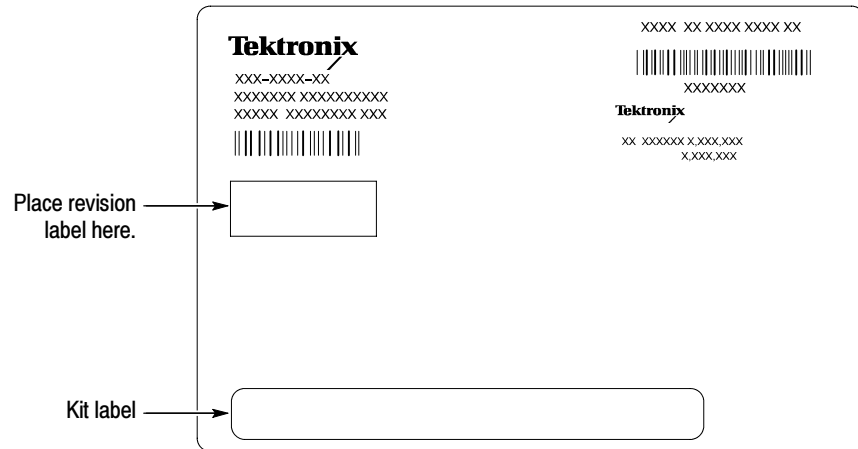 Tektronix
XXX–XXXX–XX
XXXXXXX XXXXXXXXXX
XXXXX XXXXXXXX XXX
XXXX XX XXXX XXXX XX
XXXXXXX
Tektronix
XX XXXXXX X,XXX,XXX
X,XXX,XXX
Place revision
label here.
Kit label